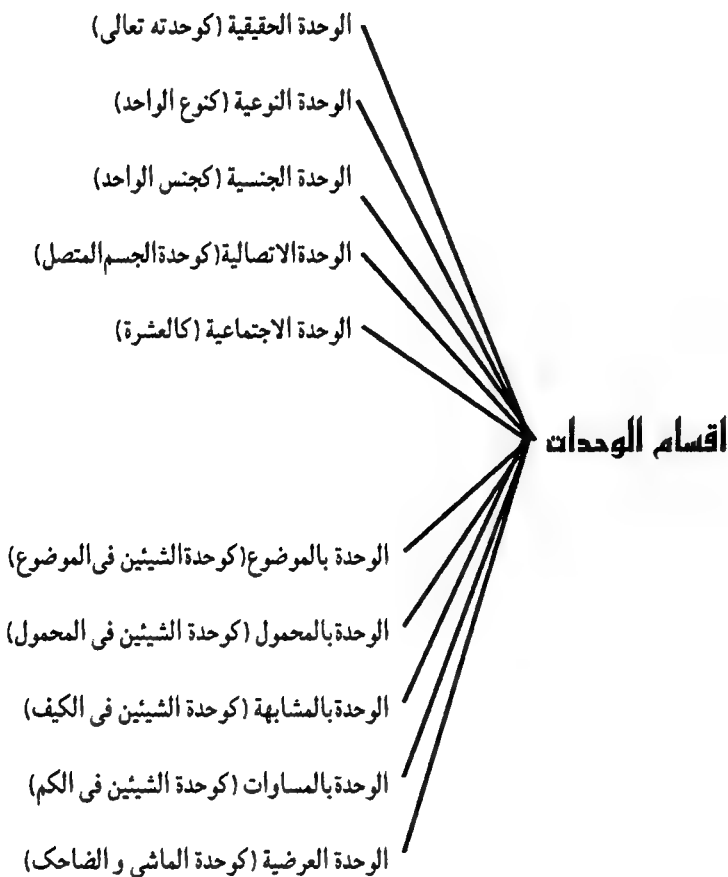 الوحدة الحقيقية (كوحدته تعالى)
الوحدة النوعية (كنوع الواحد)
الوحدة الجنسية (كجنس الواحد)
الوحدة الاتصالية (كوحدة الجسم المتصل)
الوحدة الاجتماعية (كالعشرة)
اقسام الوحدات
الوحدة بالموضوع (كوحدة الشيئين فى الموضوع)
الوحدة بالمحمول (كوحدة الشيئين فى المحمول)
الوحدة بالمشابهة (كوحدة الشيئين فى الكيف)
الوحدة بالمساوات (كوحدة الشيئين فى الكم)
الوحدة العرضية (كوحدة الماشى و الضاحك)